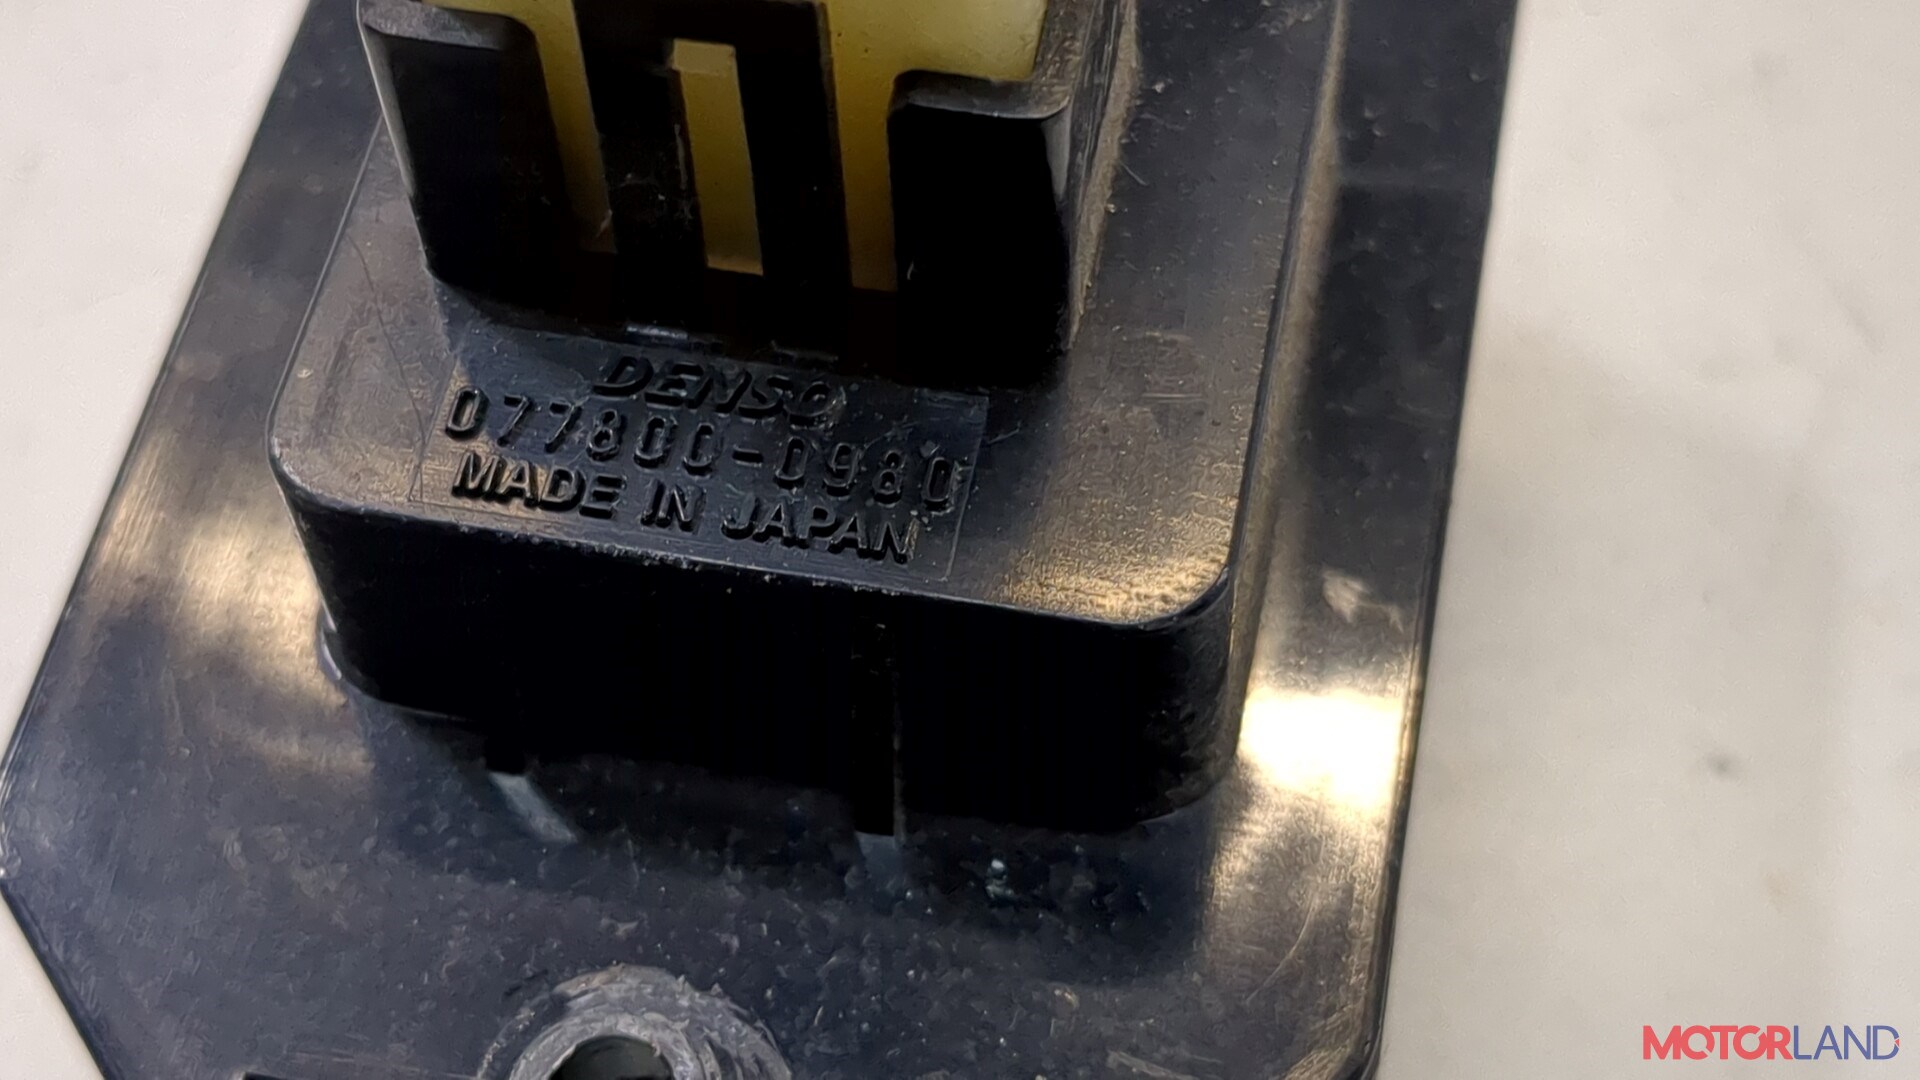 DENSO
077800-0980
MADE IN JAPAN
MOTORLAND